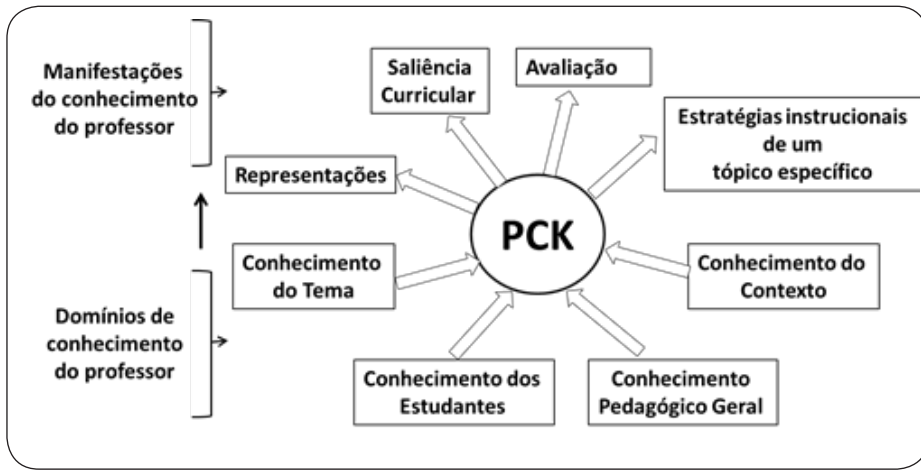 Manifestações
do conhecimento
do professor
Saliência
Curricular
Avaliação
Estratégias instrucionais
de um
tópico específico
Representações
PCK
Conhecimento
do Tema
Conhecimento do
Contexto
Domínios de
conhecimento
do professor
Conhecimento dos
Estudantes
Conhecimento
Pedagógico Geral